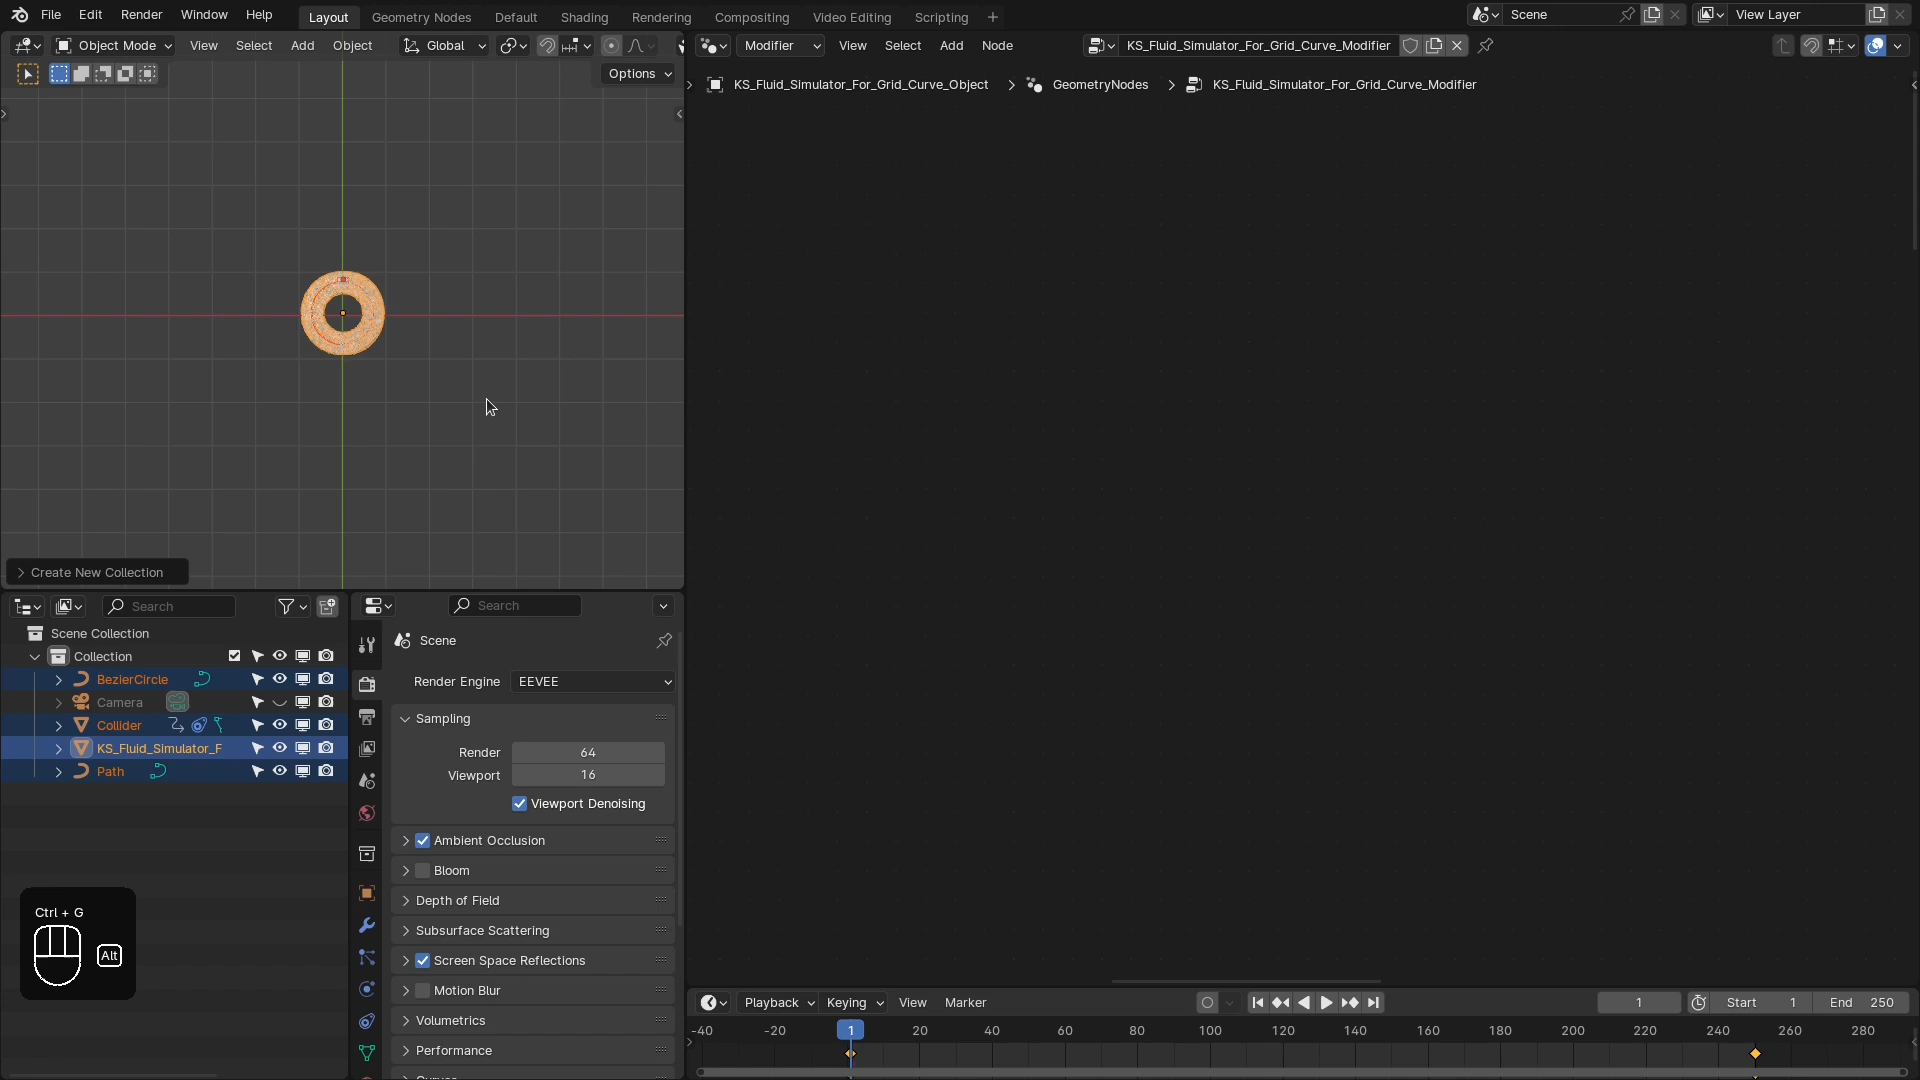 File Edit Render Window Help Layout Geometry Nodes Default Shading Rendering Compositing Video Editing Scripting + Scene View Layer
Object Mode View Select Add Object Global Modifier View Select Add Node KS_Fluid_Simulator_For_Grid_Curve_Modifier
Options
KS_Fluid_Simulator_For_Grid_Curve_Object > GeometryNodes > KS_Fluid_Simulator_For_Grid_Curve_Modifier
Create New Collection
Search
Search
Scene Collection
Collection
BezierCircle
Camera
Collider
KS_Fluid_Simulator_F
Path
Scene
Render Engine EEVEE
Sampling
Render 64
Viewport 16
Viewport Denoising
Ambient Occlusion
Bloom
Depth of Field
Subsurface Scattering
Screen Space Reflections
Motion Blur
Volumetrics
Performance
Ctrl + G
Alt
Playback Keying View Marker 1 Start 1 End 250
-40 -20 1 20 40 60 80 100 120 140 160 180 200 220 240 260 280